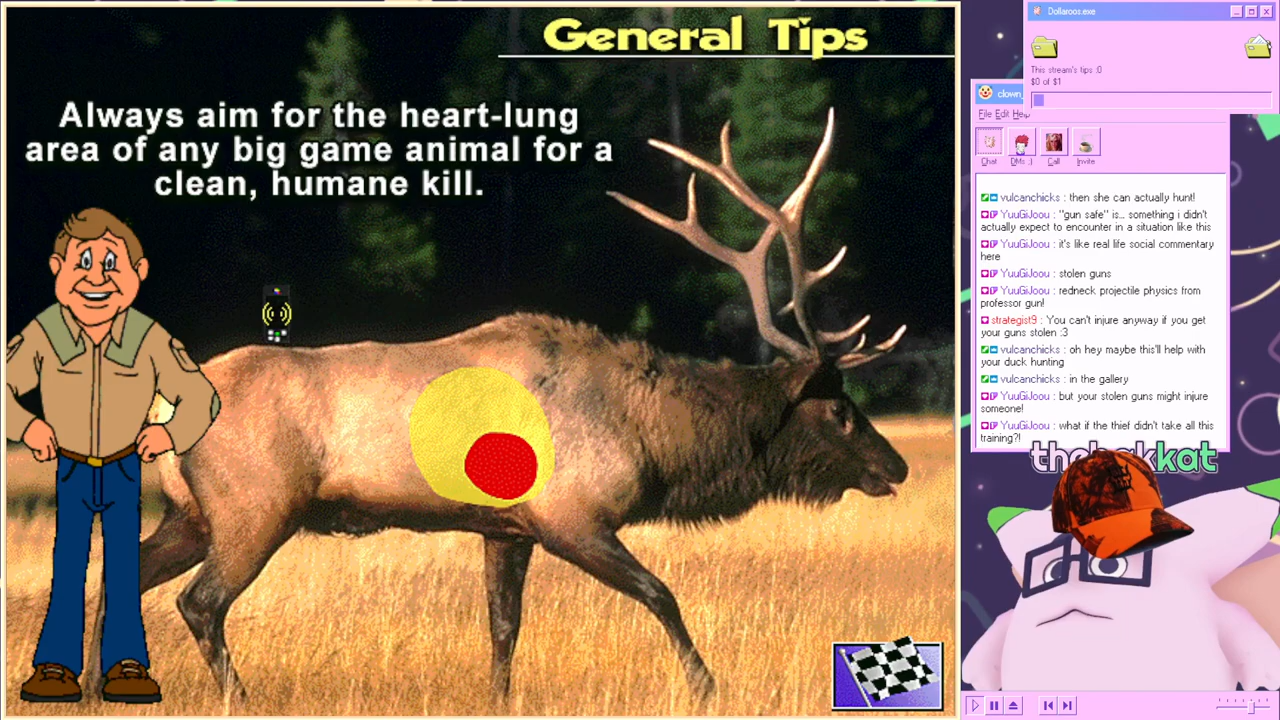 General Tips
Always aim for the heart-lung
area of any big game animal for a
clean, humane kill.
Dollaroos.exe
This stream's tips :0
$0 of $1
clown_
File Edit Help
Chat
DMs :)
Call
Invite
vulcanchicks : then she can actually hunt!
YuuGiJoou : "gun safe" is... something i didn't
actually expect to encounter in a situation like this
YuuGiJoou : it's like real life social commentary
here
YuuGiJoou : stolen guns
YuuGiJoou : redneck projectile physics from
professor gun!
strategist9 : You can't injure anyway if you get
your guns stolen :3
vulcanchicks : oh hey maybe this'll help with
your duck hunting
vulcanchicks : in the gallery
YuuGiJoou : but your stolen guns might injure
someone!
YuuGiJoou : what if the thief didn't take all this
training?!